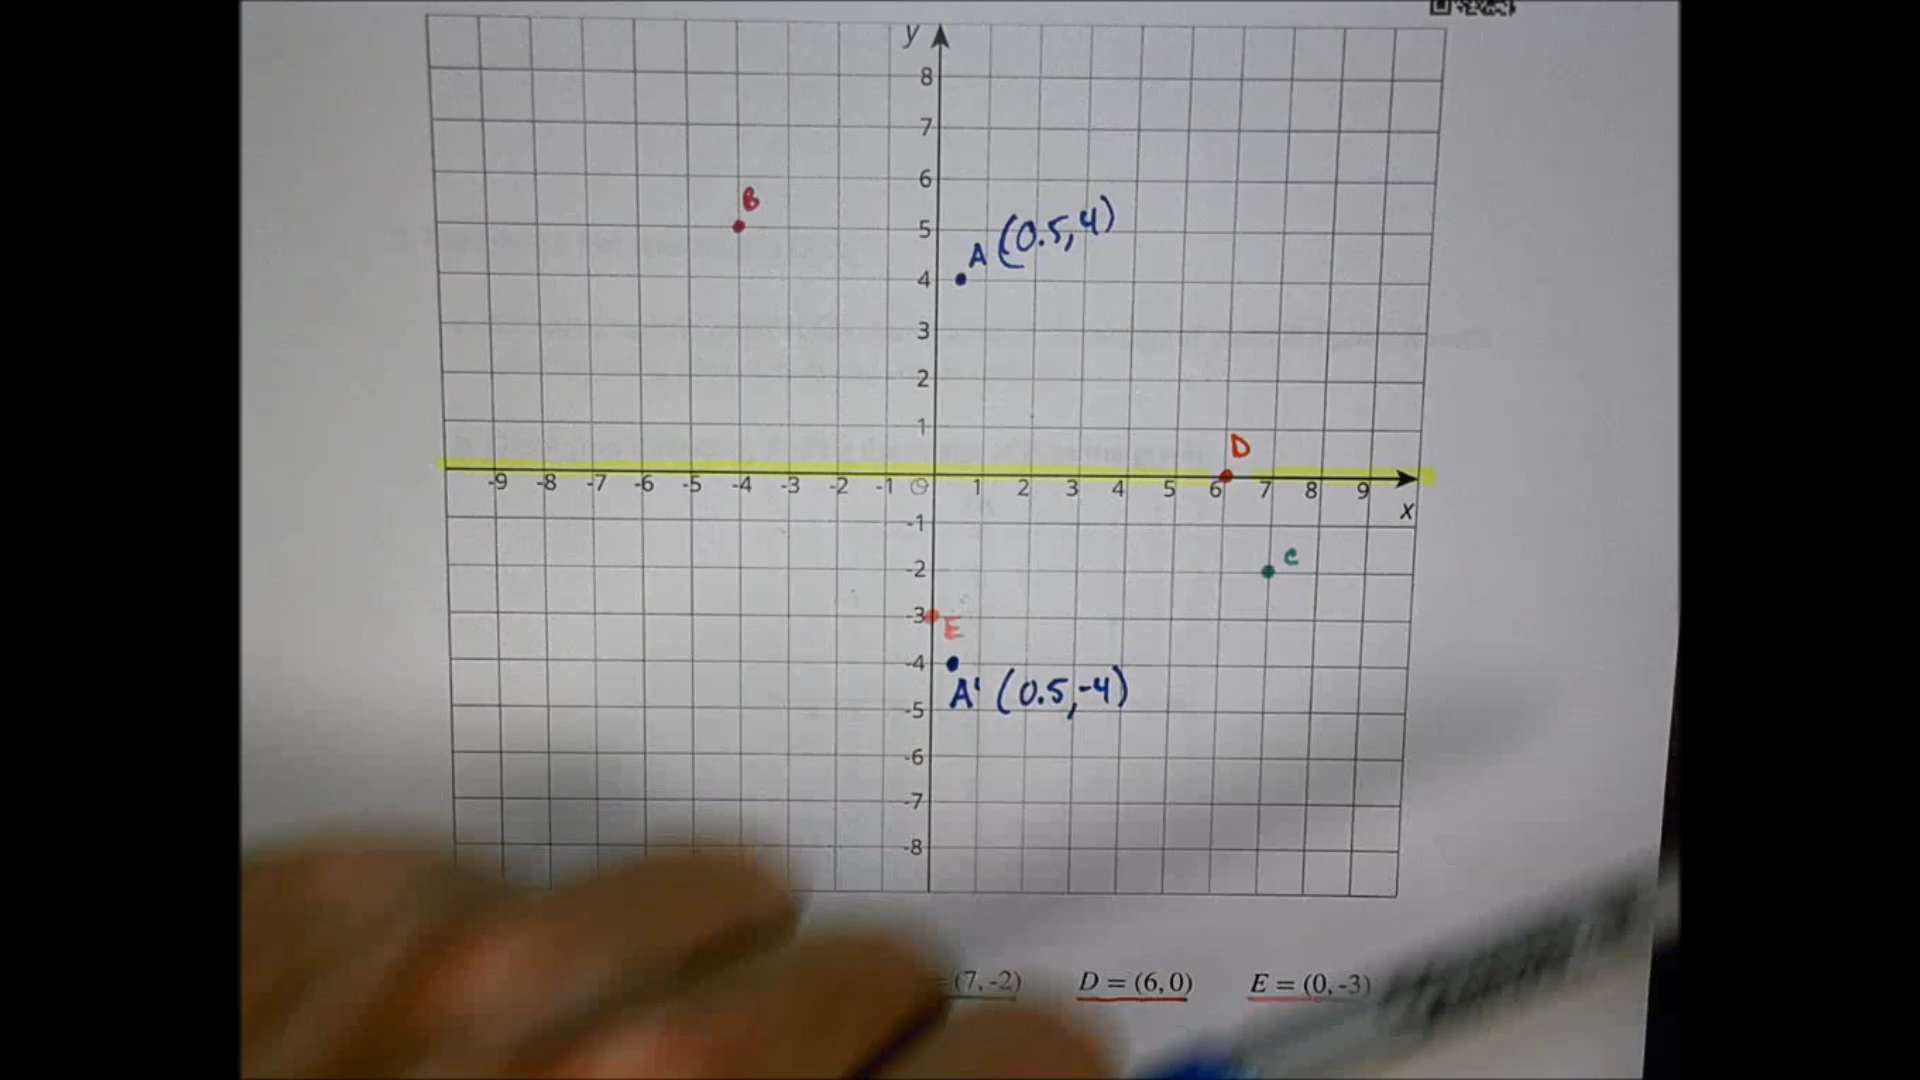 y
8
7
B
6
5
A (0.5,4)
4
3
2
1
D
-9 -8 -7 -6 -5 -4 -3 -2 -1 O 1 2 3 4 5 6 7 8 9
x
-1
C
-2
-3
E
-4
A' (0.5,-4)
-5
-6
-7
-8
= (7, -2) D = (6, 0) E = (0, -3)